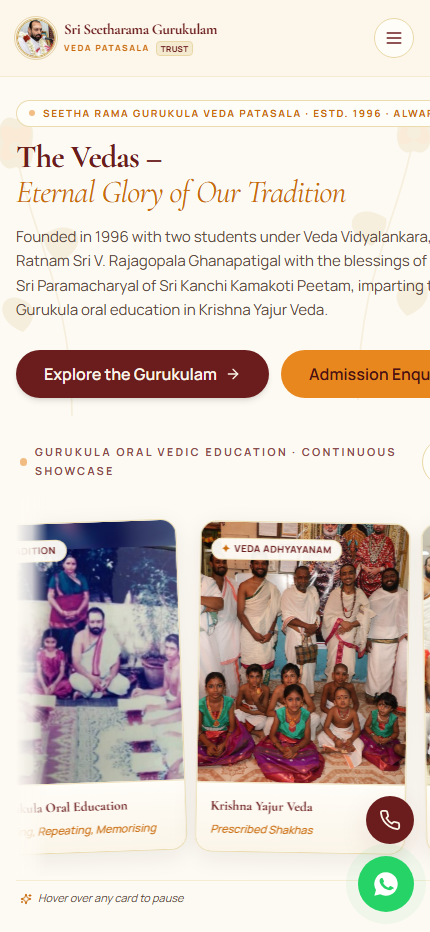 Sri Seetharama Gurukulam
VEDA PATASALA TRUST
SEETHA RAMA GURUKULA VEDA PATASALA · ESTD. 1996 ·
The Vedas –
Eternal Glory of Our Tradition
Founded in 1996 with two students under Veda Vidyalankara,
Ratnam Sri V. Rajagopala Ghanapatigal with the blessings of
Sri Paramacharyal of Sri Kanchi Kamakoti Peetam, imparting
Gurukula oral education in Krishna Yajur Veda.
Explore the Gurukulam →
Admission
GURUKULA ORAL VEDIC EDUCATION · CONTINUOUS
SHOWCASE
VEDA ADHYAYANAM
Oral Education
Repeating, Memorising
Krishna Yajur Veda
Prescribed Shakhas
Hover over any card to pause